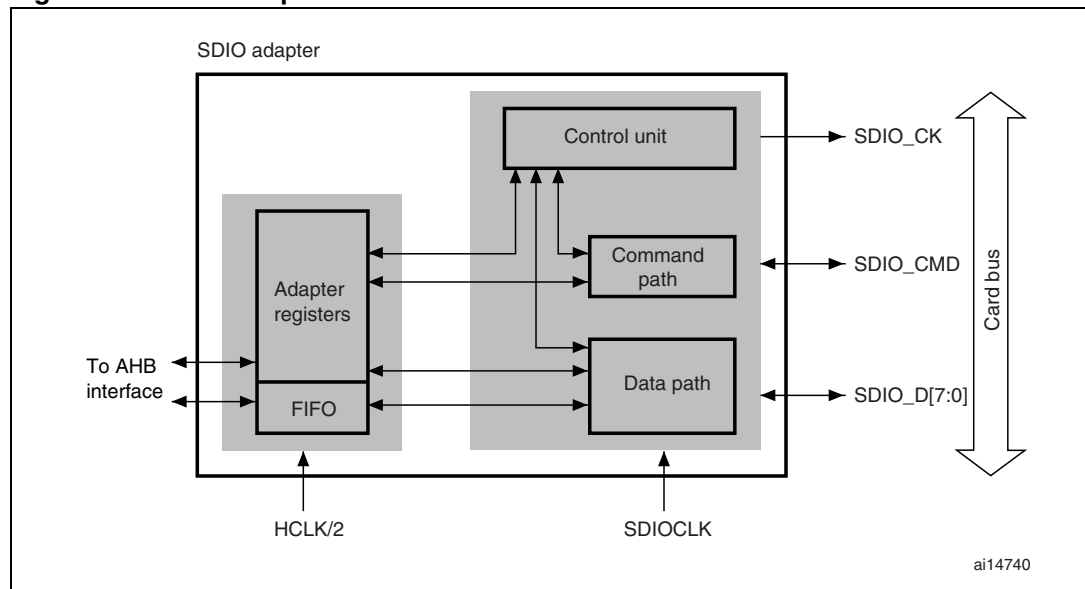 SDIO adapter
Control unit
SDIO_CK
Command
path
SDIO_CMD
Adapter
registers
Card bus
To AHB
interface
FIFO
Data path
SDIO_D[7:0]
HCLK/2
SDIOCLK
ai14740